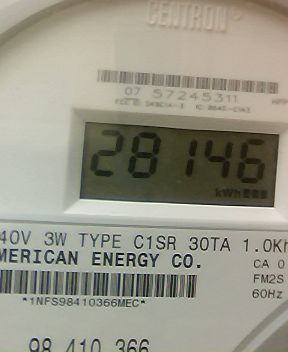 CENTRON®
07 57245311
28146
kWh
40V 3W TYPE C1SR 30TA 1.0Kh
MERICAN ENERGY CO.
CA 0
FM2S
60Hz
*1NFS98410366MEC*
98 410 366